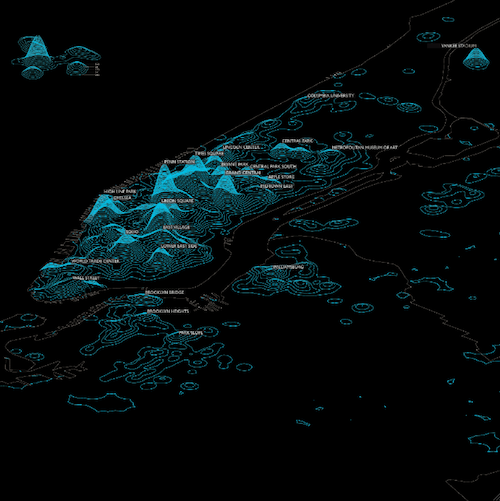 YANKEE STADIUM
COLUMBIA UNIVERSITY
CENTRAL PARK
LINCOLN CENTER
METROPOLITAN MUSEUM OF ART
TIMES SQUARE
PENN STATION
BRYANT PARK
CENTRAL PARK SOUTH
GRAND CENTRAL
APPLE STORE
MIDTOWN EAST
HIGH LINE PARK
CHELSEA
UNION SQUARE
EAST VILLAGE
SOHO
LOWER EAST SIDE
WORLD TRADE CENTER
WILLIAMSBURG
WALL STREET
BROOKLYN BRIDGE
BROOKLYN HEIGHTS
PARK SLOPE